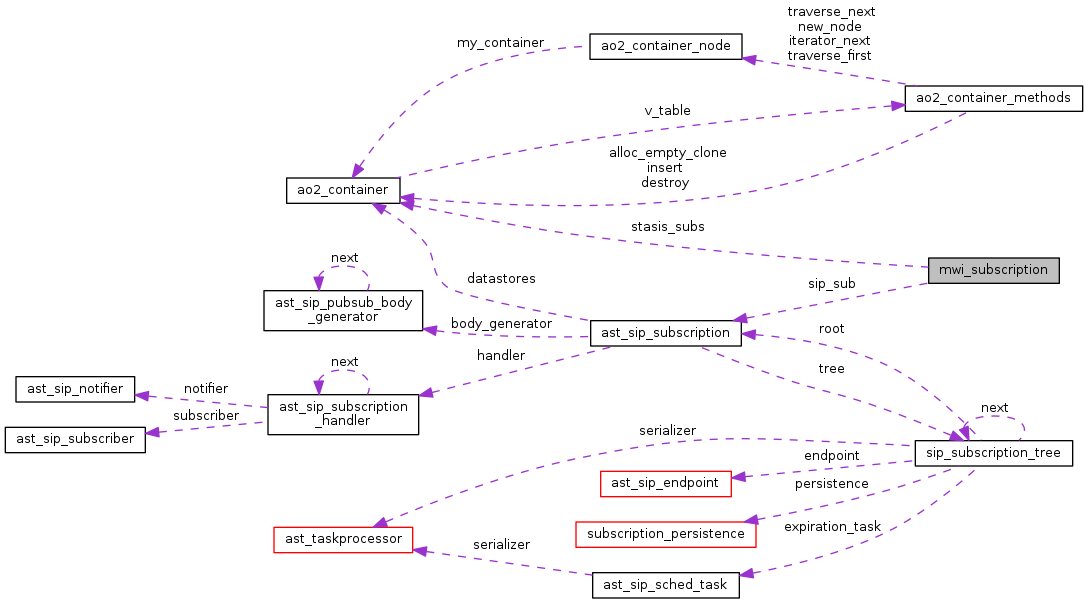 traverse_next
new_node
iterator_next
traverse_first
my_container
ao2_container_node
ao2_container_methods
v_table
alloc_empty_clone
insert
destroy
ao2_container
stasis_subs
mwi_subscription
next
datastores
sip_sub
ast_sip_pubsub_body
_generator
body_generator
ast_sip_subscription
root
handler
tree
next
ast_sip_notifier
notifier
ast_sip_subscription
_handler
subscriber
ast_sip_subscriber
next
serializer
sip_subscription_tree
endpoint
ast_sip_endpoint
persistence
expiration_task
subscription_persistence
ast_taskprocessor
serializer
ast_sip_sched_task